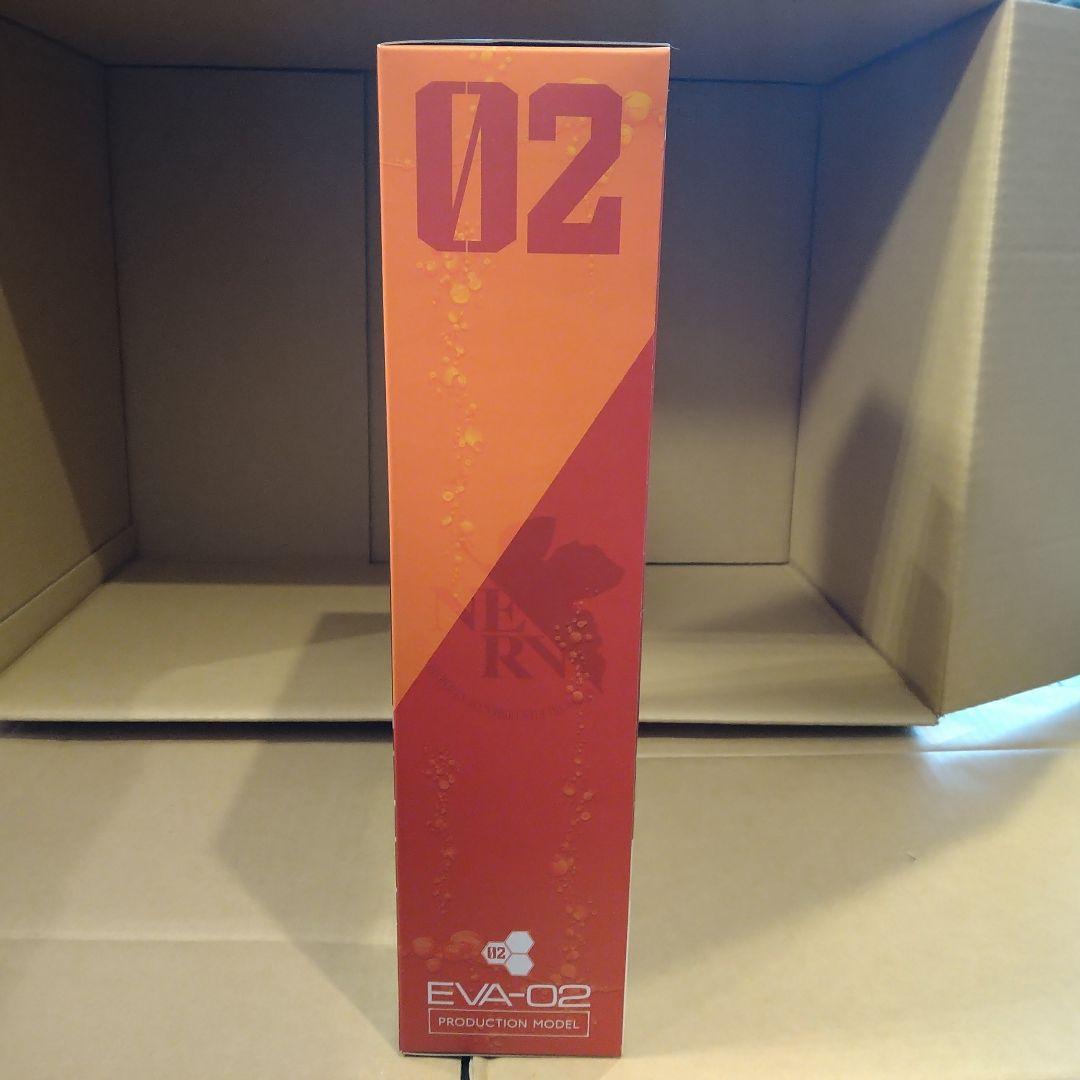 02
NERV
02
EVA-02
PRODUCTION MODEL